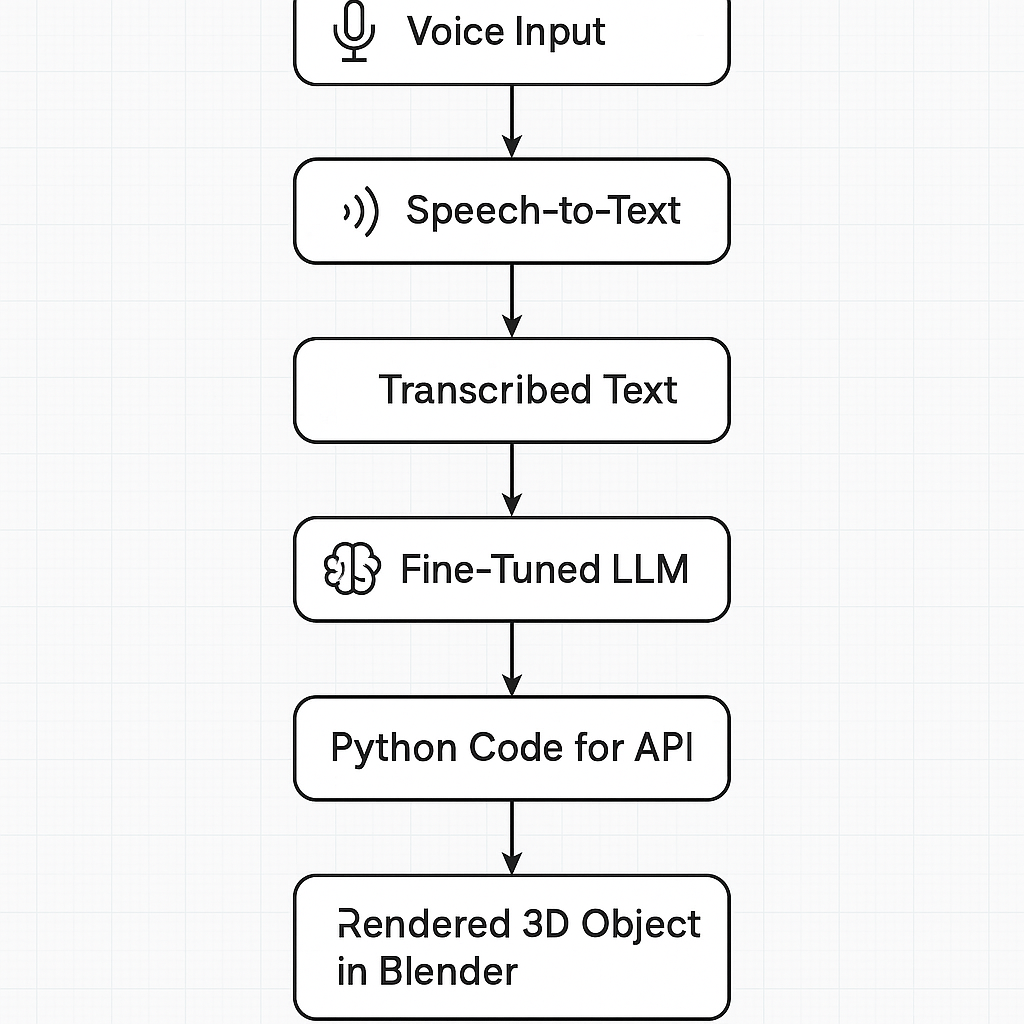 Voice Input
Speech-to-Text
Transcribed Text
Fine-Tuned LLM
Python Code for API
Rendered 3D Object
in Blender